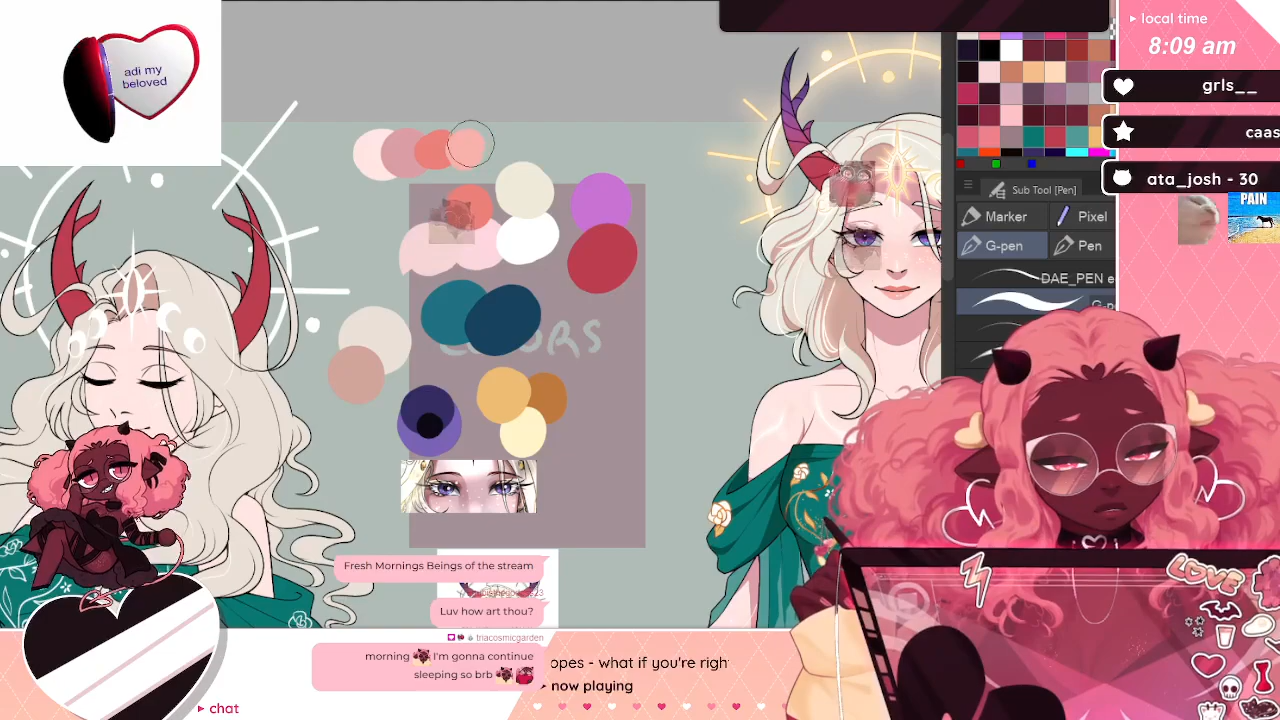 adi my
beloved
local time
8:09 am
grls__
caas
ata_josh - 30
PAIN
Sub Tool [Pen]
Marker
Pixel
G-pen
Pen
DAE_PEN e
Fresh Mornings Beings of the stream
Luv how art thou?
triacosmicgarden
morning I'm gonna continue
sleeping so brb
opes - what if you're righ
now playing
chat
LOVE